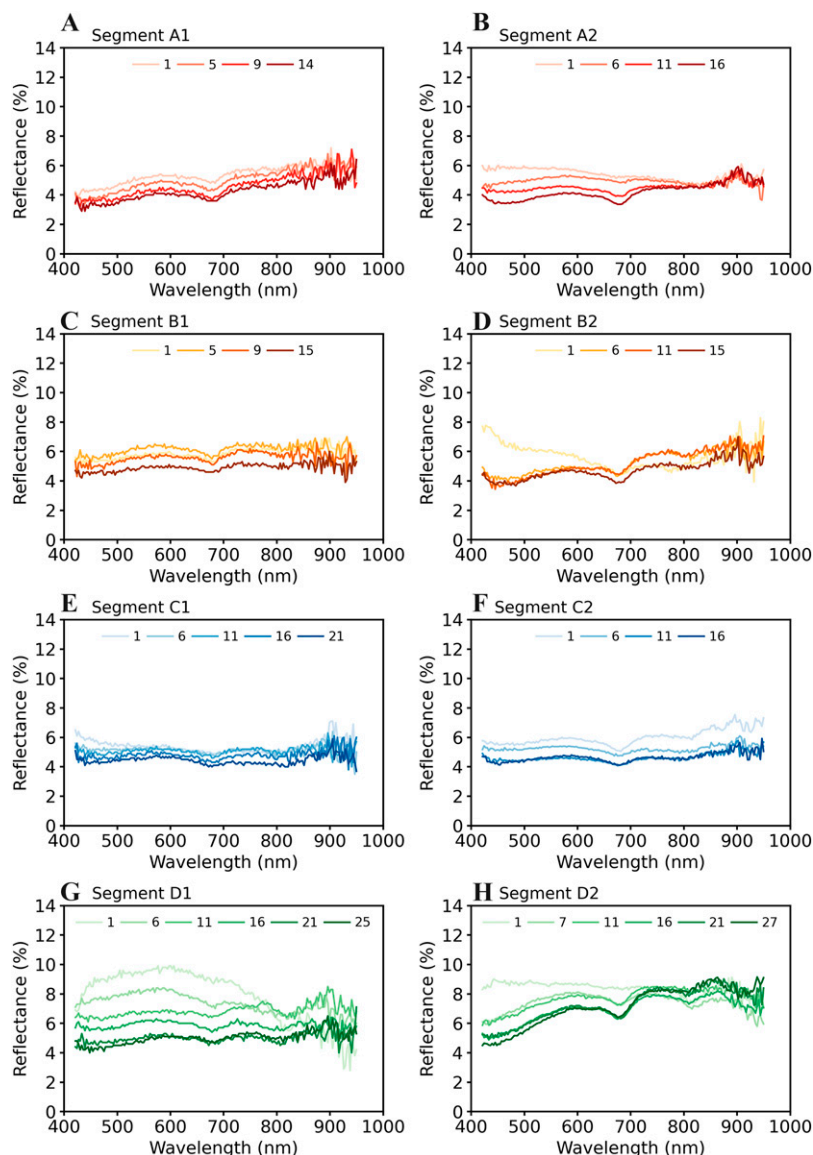 A Segment A1
14
12
10
8
6
4
2
0
Reflectance (%)
1 5 9 14
400 500 600 700 800 900 1000
Wavelength (nm)
B Segment A2
14
12
10
8
6
4
2
0
Reflectance (%)
1 6 11 16
400 500 600 700 800 900 1000
Wavelength (nm)
C Segment B1
14
12
10
8
6
4
2
0
Reflectance (%)
1 5 9 15
400 500 600 700 800 900 1000
Wavelength (nm)
D Segment B2
14
12
10
8
6
4
2
0
Reflectance (%)
1 6 11 15
400 500 600 700 800 900 1000
Wavelength (nm)
E Segment C1
14
12
10
8
6
4
2
0
Reflectance (%)
1 6 11 16 21
400 500 600 700 800 900 1000
Wavelength (nm)
F Segment C2
14
12
10
8
6
4
2
0
Reflectance (%)
1 6 11 16
400 500 600 700 800 900 1000
Wavelength (nm)
G Segment D1
14
12
10
8
6
4
2
0
Reflectance (%)
1 6 11 16 21 25
400 500 600 700 800 900 1000
Wavelength (nm)
H Segment D2
14
12
10
8
6
4
2
0
Reflectance (%)
1 7 11 16 21 27
400 500 600 700 800 900 1000
Wavelength (nm)